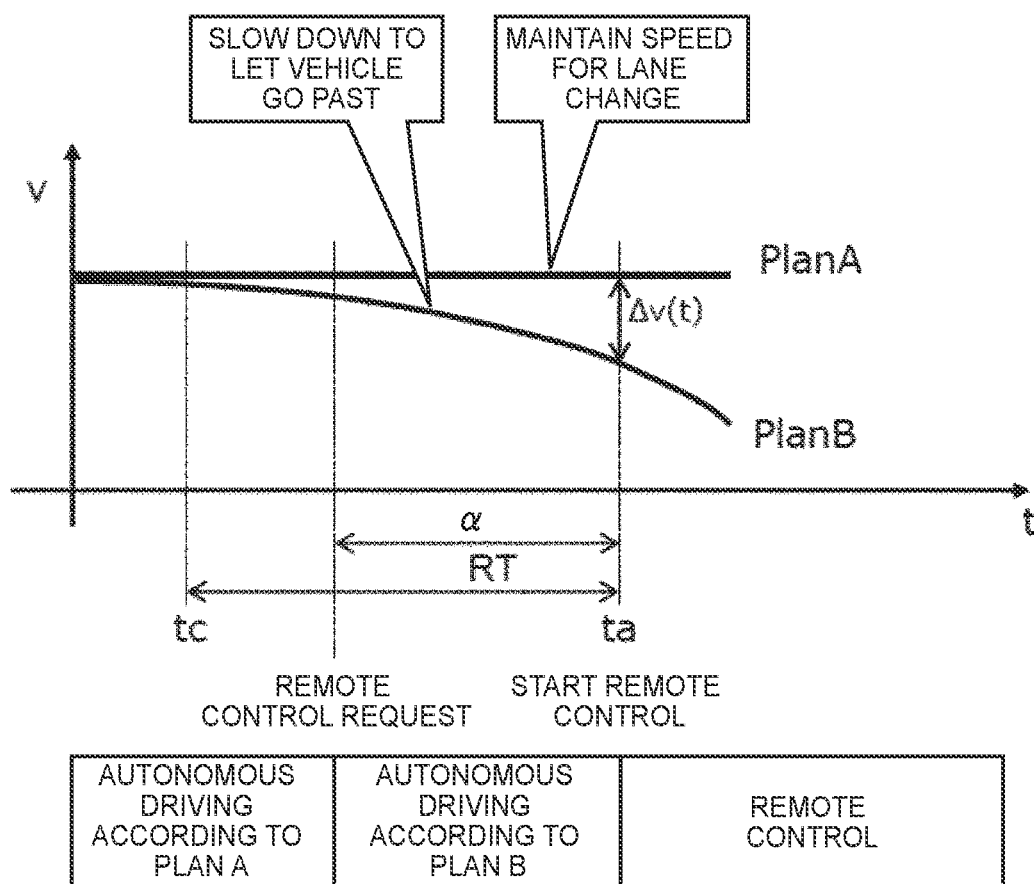 SLOW DOWN TO
LET VEHICLE
GO PAST
MAINTAIN SPEED
FOR LANE
CHANGE
v
PlanA
Δv(t)
PlanB
t
α
RT
tc
ta
REMOTE
CONTROL REQUEST
START REMOTE
CONTROL
AUTONOMOUS
DRIVING
ACCORDING TO
PLAN A
AUTONOMOUS
DRIVING
ACCORDING TO
PLAN B
REMOTE
CONTROL